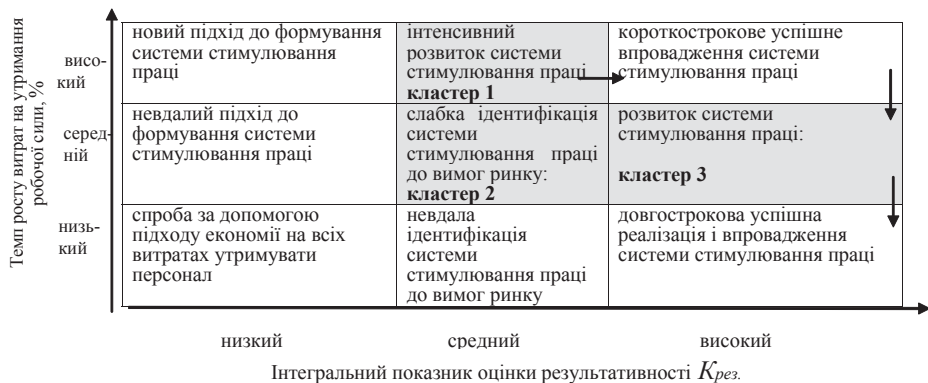 Темп росту витрат на утримання
робочої сили, %
висо-
кий
новий підхід до формування
системи стимулювання
праці
інтенсивний
розвиток системи
стимулювання праці
кластер 1
короткострокове успішне
впровадження системи
стимулювання праці
серед-
ній
невдалий підхід до
формування системи
стимулювання праці
слабка ідентифікація
системи
стимулювання праці
до вимог ринку:
кластер 2
розвиток системи
стимулювання праці:
кластер 3
низь-
кий
спроба за допомогою
підходу економії на всіх
витратах утримувати
персонал
невдала
ідентифікація
системи
стимулювання праці
до вимог ринку
довгострокова успішна
реалізація і впровадження
системи стимулювання праці
низкий
средний
високий
Інтегральний показник оцінки результативності Kрез.